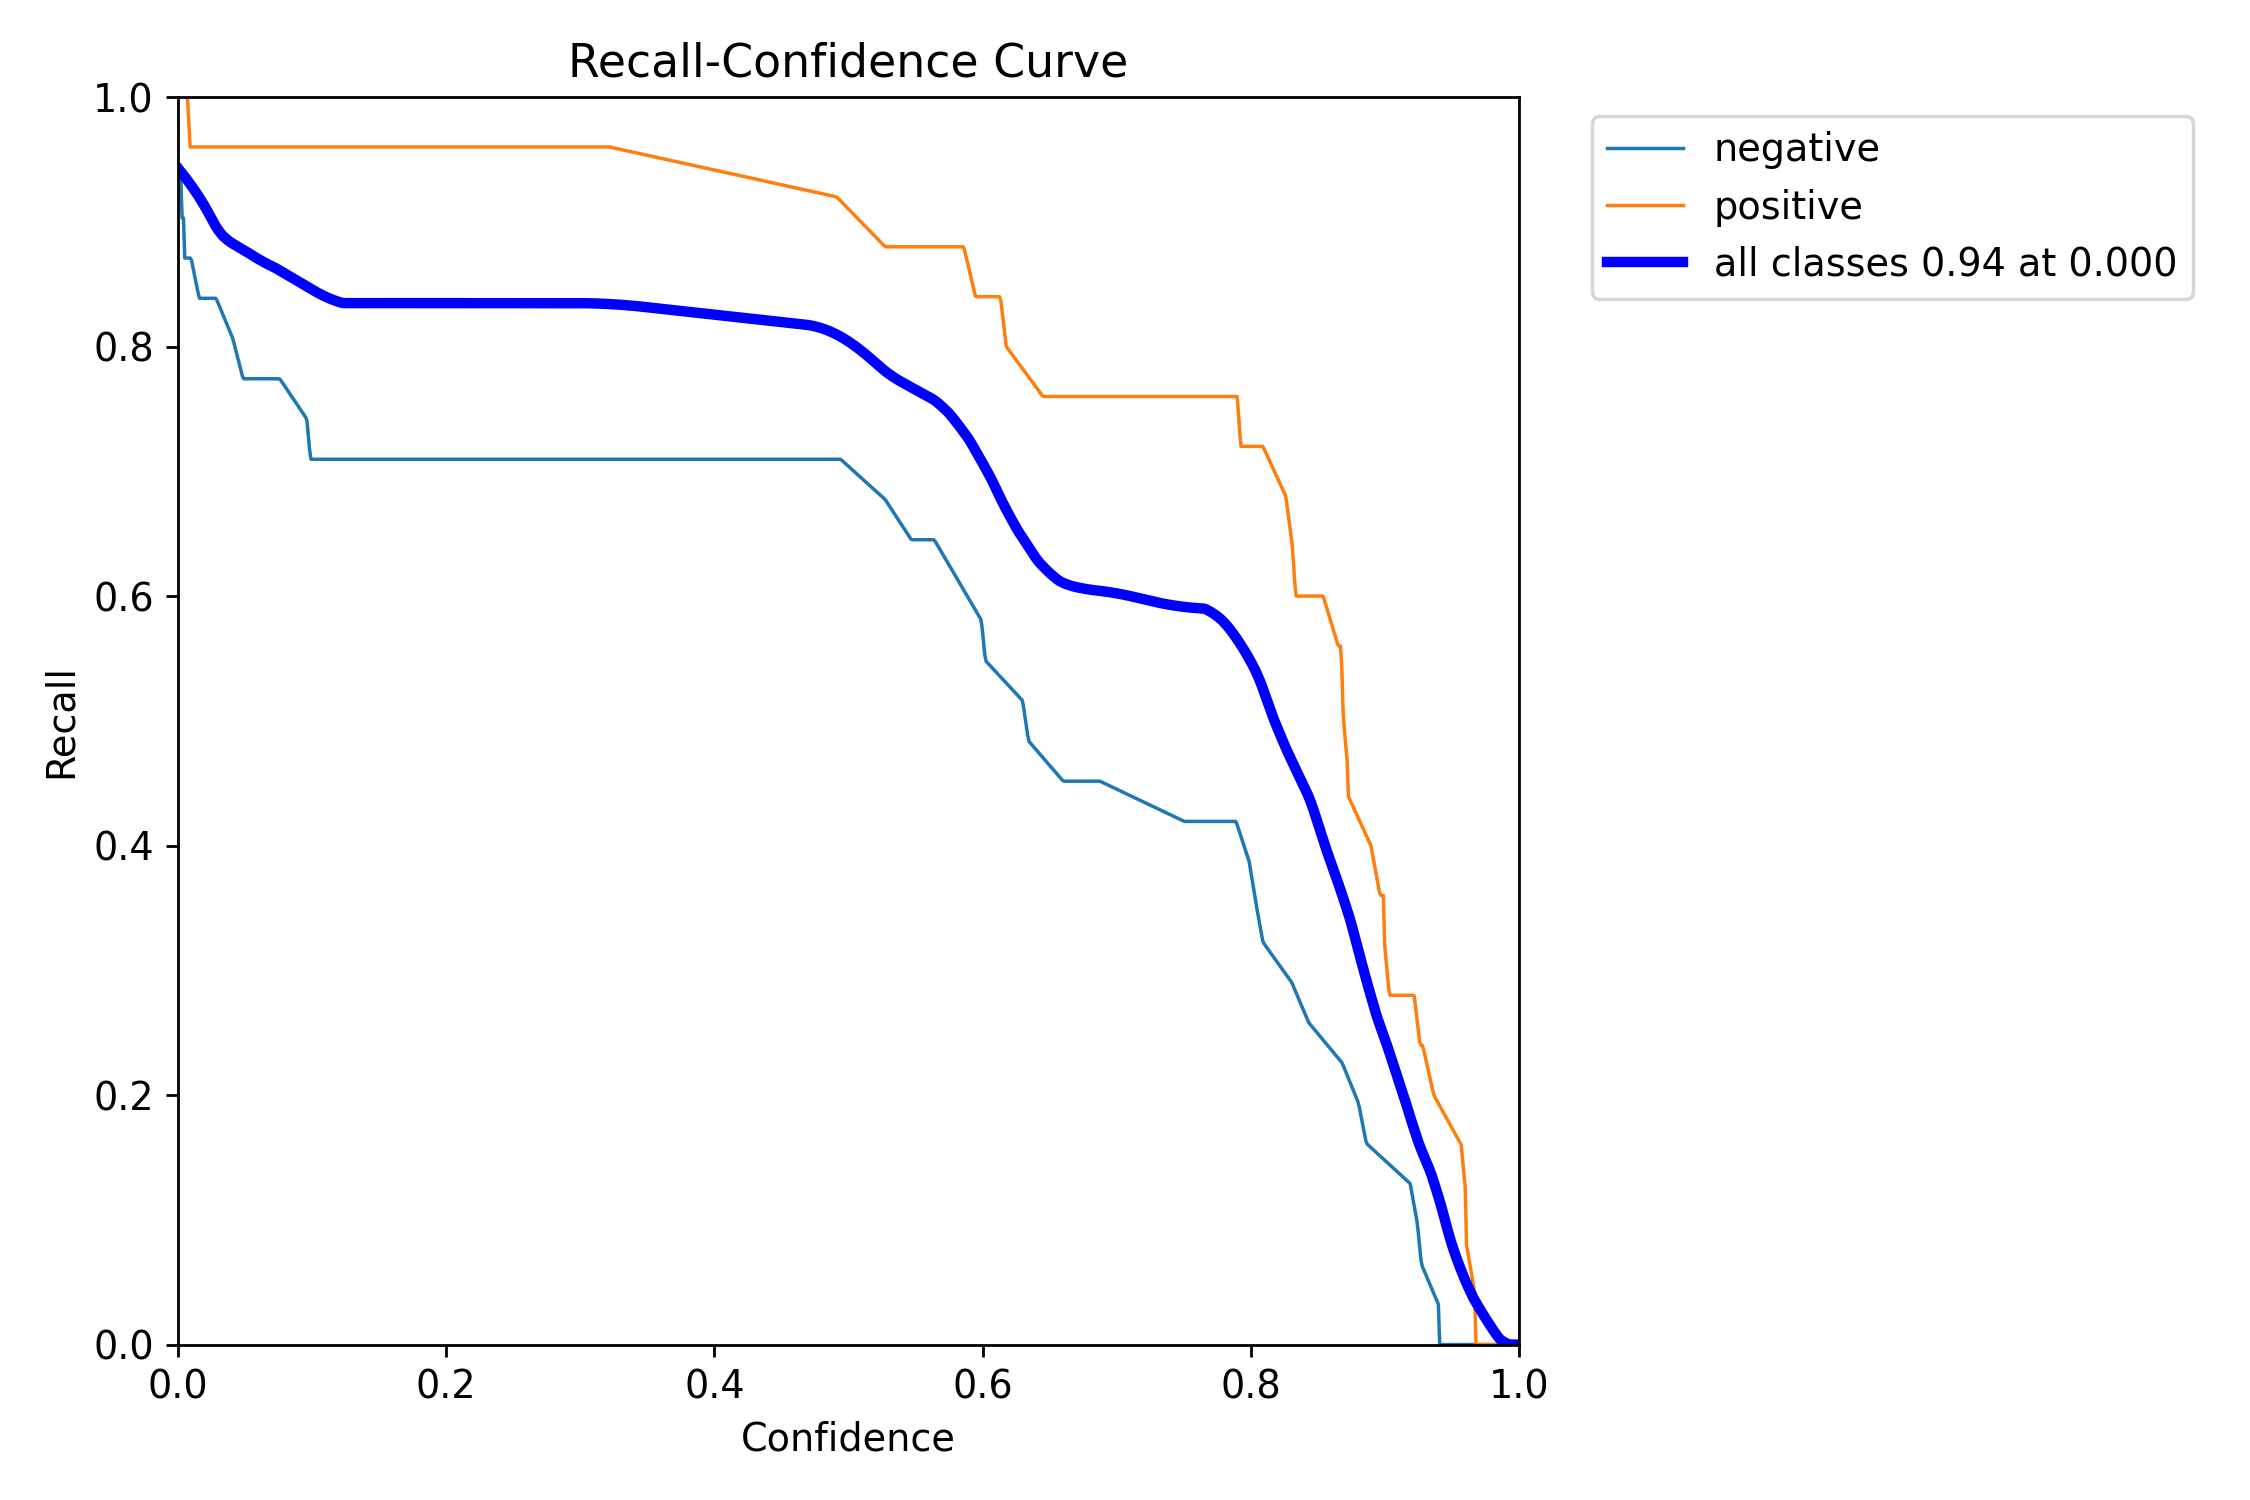 Recall-Confidence Curve
1.0
0.8
0.6
0.4
0.2
0.0
Recall
0.0 0.2 0.4 0.6 0.8 1.0
Confidence
negative
positive
all classes 0.94 at 0.000